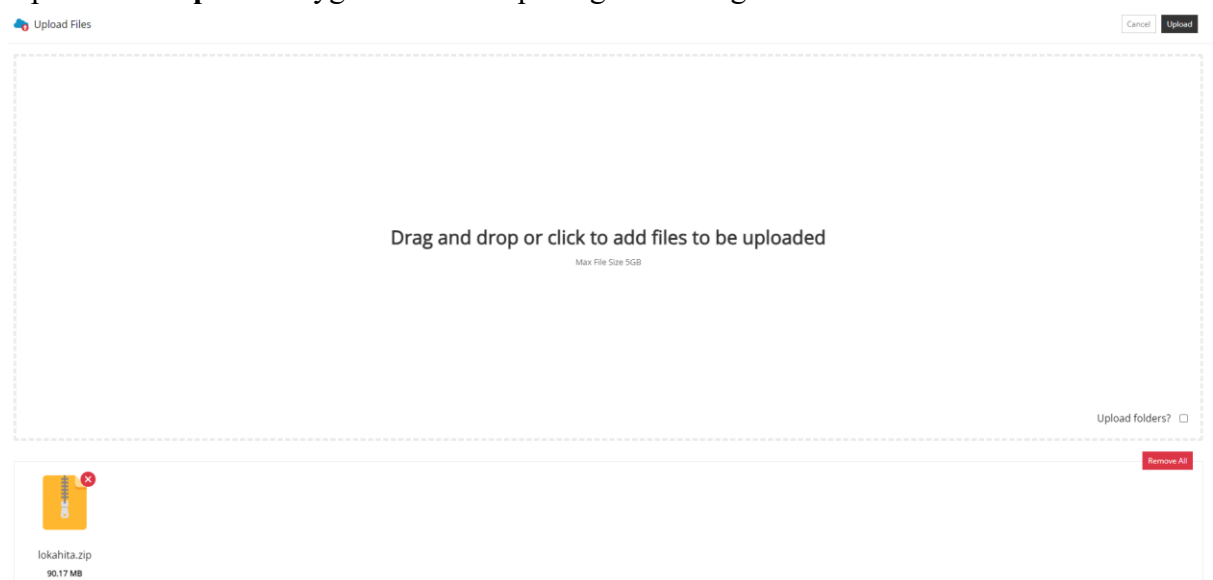 Upload Files
Cancel Upload
Drag and drop or click to add files to be uploaded
Max File Size 5GB
Upload folders?
Remove All
lokahita.zip
90.17 MB